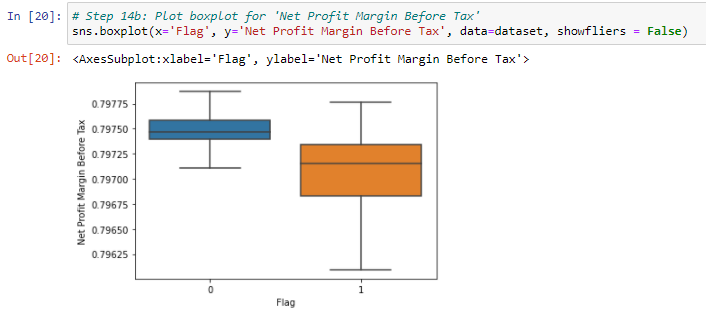 In [20]: # Step 14b: Plot boxplot for 'Net Profit Margin Before Tax'
sns.boxplot(x='Flag', y='Net Profit Margin Before Tax', data=dataset, showfliers = False)
Out[20]: <AxesSubplot:xlabel='Flag', ylabel='Net Profit Margin Before Tax'>
Net Profit Margin Before Tax
0.79775
0.79750
0.79725
0.79700
0.79675
0.79650
0.79625
0 1
Flag